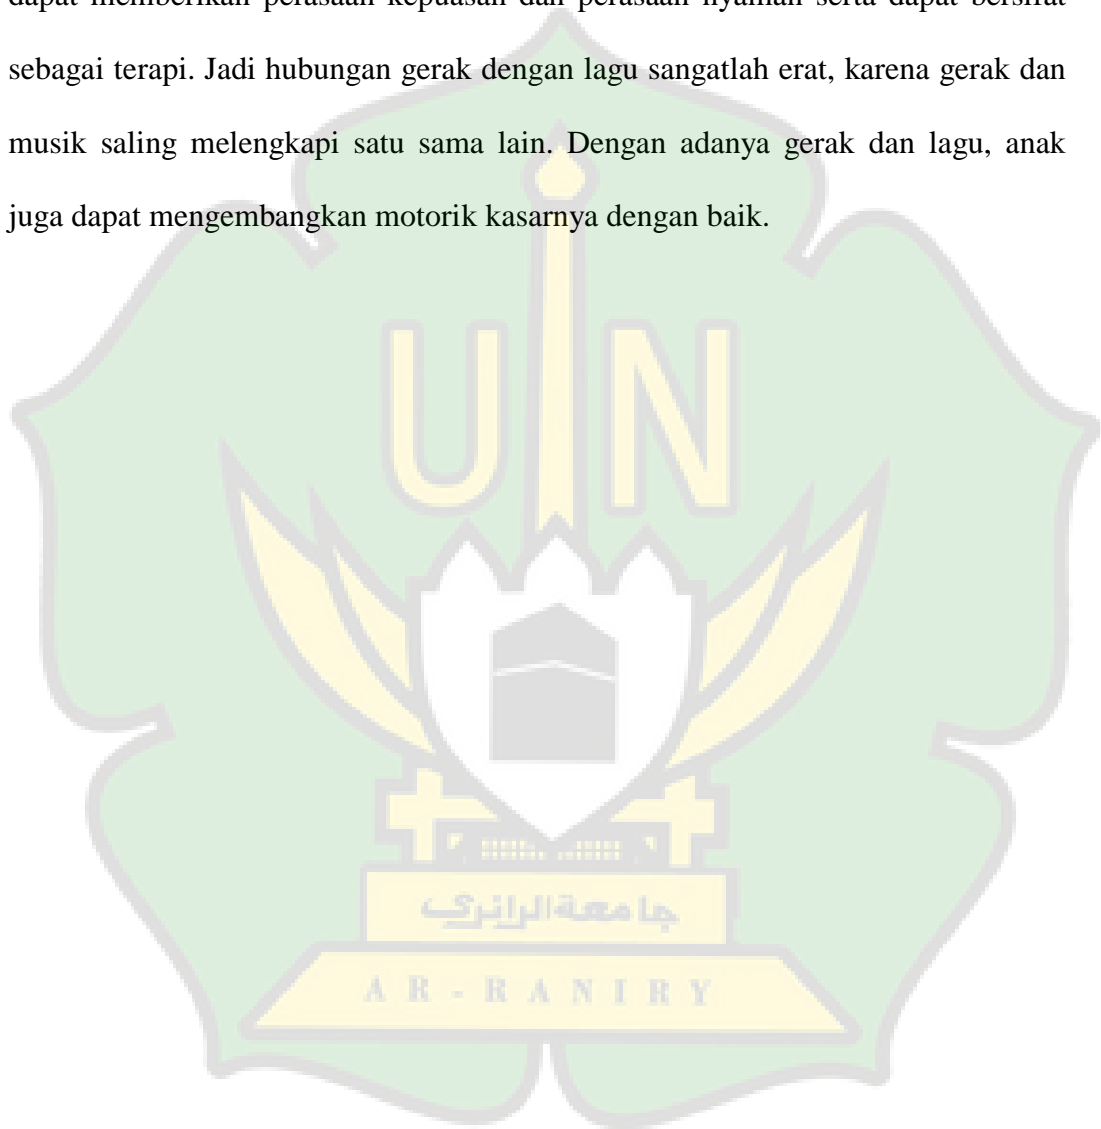 dapat memberikan perasaan kepuasan dan perasaan nyaman serta dapat bersifat
sebagai terapi. Jadi hubungan gerak dengan lagu sangatlah erat, karena gerak dan
musik saling melengkapi satu sama lain. Dengan adanya gerak dan lagu, anak
juga dapat mengembangkan motorik kasarnya dengan baik.
UIN
جامعة الرانري
AR-RANIRY